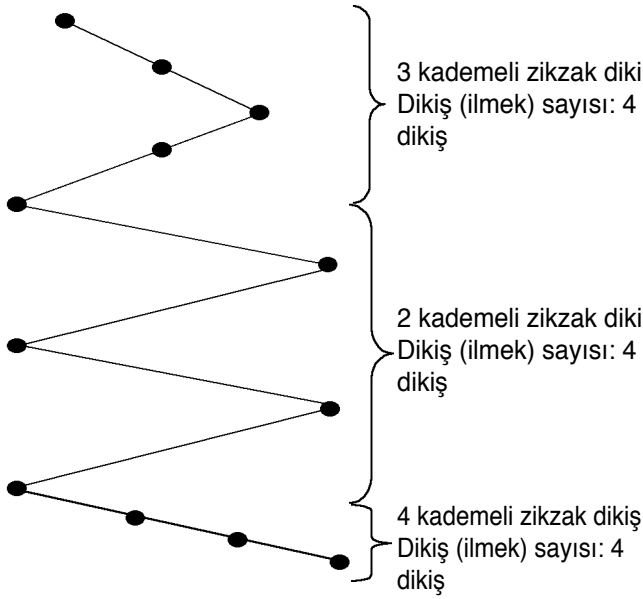 3 kademeli zikzak diki
Dikiş (ilmek) sayısı: 4
dikiş
2 kademeli zikzak diki
Dikiş (ilmek) sayısı: 4
dikiş
4 kademeli zikzak dikiş
Dikiş (ilmek) sayısı: 4
dikiş